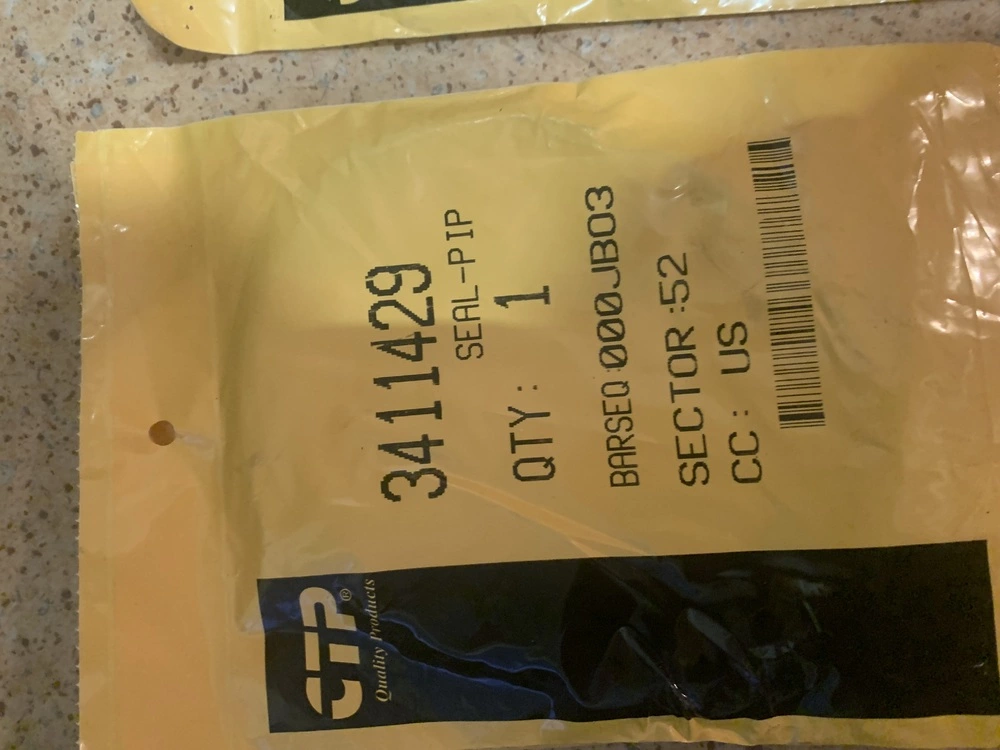 CTP®
Quality Products
3411429
SEAL-PIP
QTY: 1
BARSEQ:000JB03
SECTOR:52
CC: US